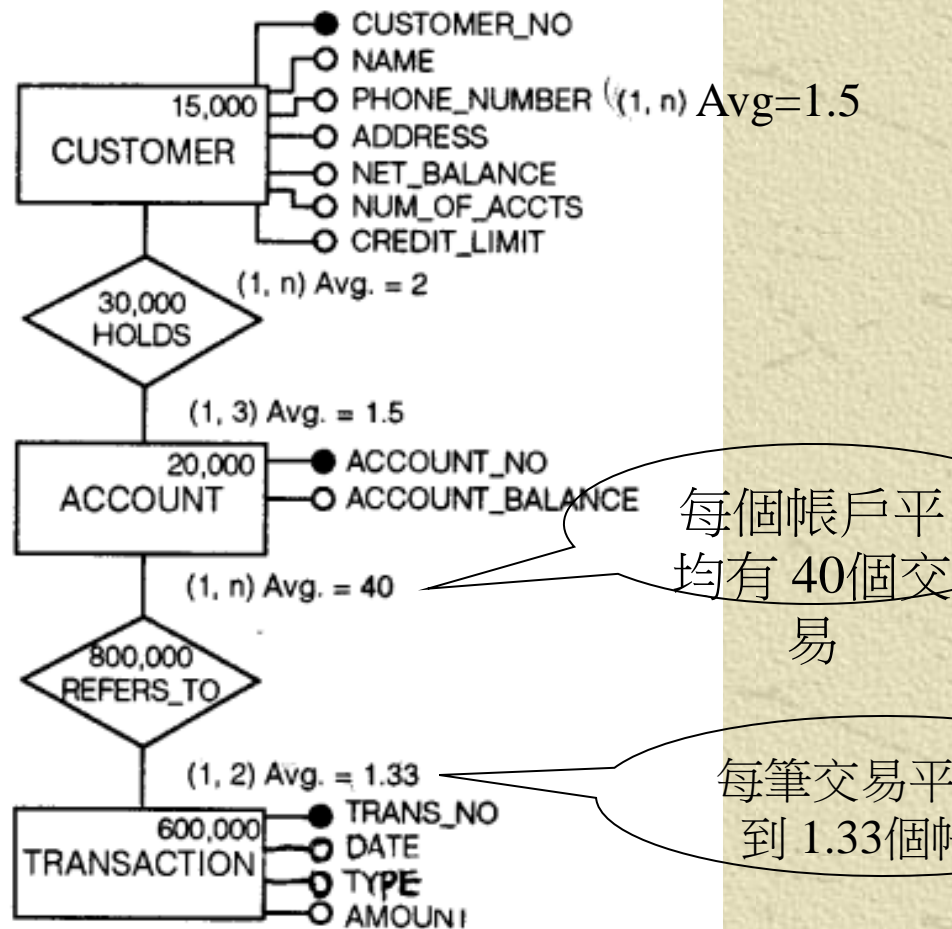 CUSTOMER_NO
NAME
PHONE_NUMBER (1, n) Avg=1.5
ADDRESS
NET_BALANCE
NUM_OF_ACCTS
CREDIT_LIMIT
15,000
CUSTOMER
(1, n) Avg. = 2
30,000
HOLDS
(1, 3) Avg. = 1.5
20,000
ACCOUNT
ACCOUNT_NO
ACCOUNT_BALANCE
每個帳戶平
均有 40個交
易
(1, n) Avg. = 40
800,000
REFERS_TO
(1, 2) Avg. = 1.33
每筆交易平
到 1.33個
600,000
TRANSACTION
TRANS_NO
DATE
TYPE
AMOUNT